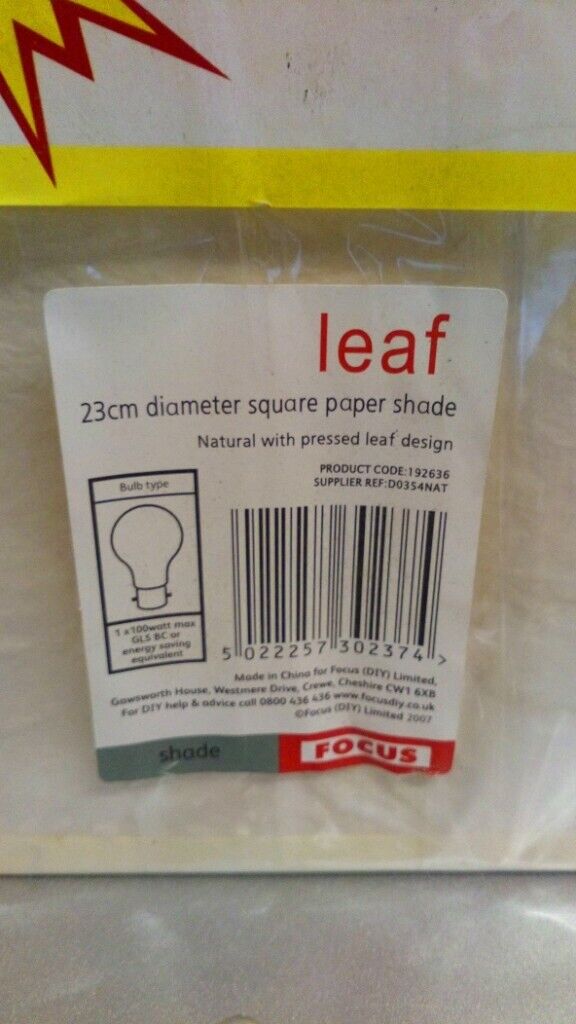 leaf
23cm diameter square paper shade
Natural with pressed leaf design
PRODUCT CODE:192636
SUPPLIER REF:D0354NAT
Bulb type
1 x100watt max
GLS BC or
energy saving
equivalent
5 022257 302374 >
Made in China for Focus (DIY) Limited,
Gawsworth House, Westmere Drive, Crewe, Cheshire CW1 6XB
For DIY help & advice call 0800 436 436 www.focusdiy.co.uk
©Focus (DIY) Limited 2007
shade
FOCUS